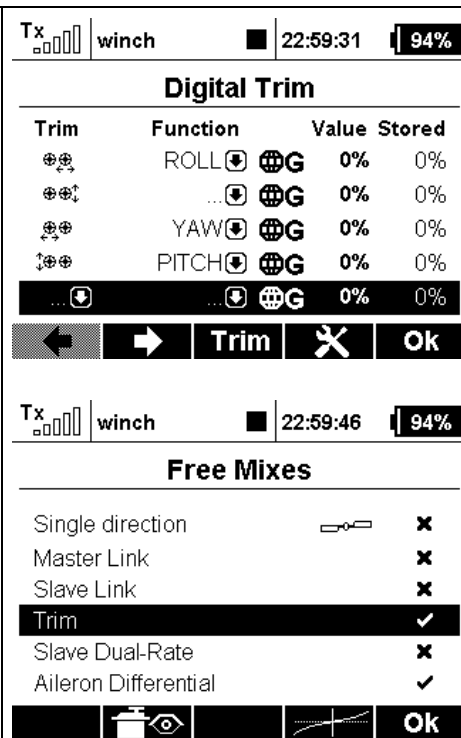 Tx winch 22:59:31 94%
Digital Trim
Trim Function Value Stored
ROLL G 0% 0%
... G 0% 0%
YAW G 0% 0%
PITCH G 0% 0%
... ... G 0% 0%
Trim Ok
Tx winch 22:59:46 94%
Free Mixes
Single direction
Master Link
Slave Link
Trim
Slave Dual-Rate
Aileron Differential
Ok